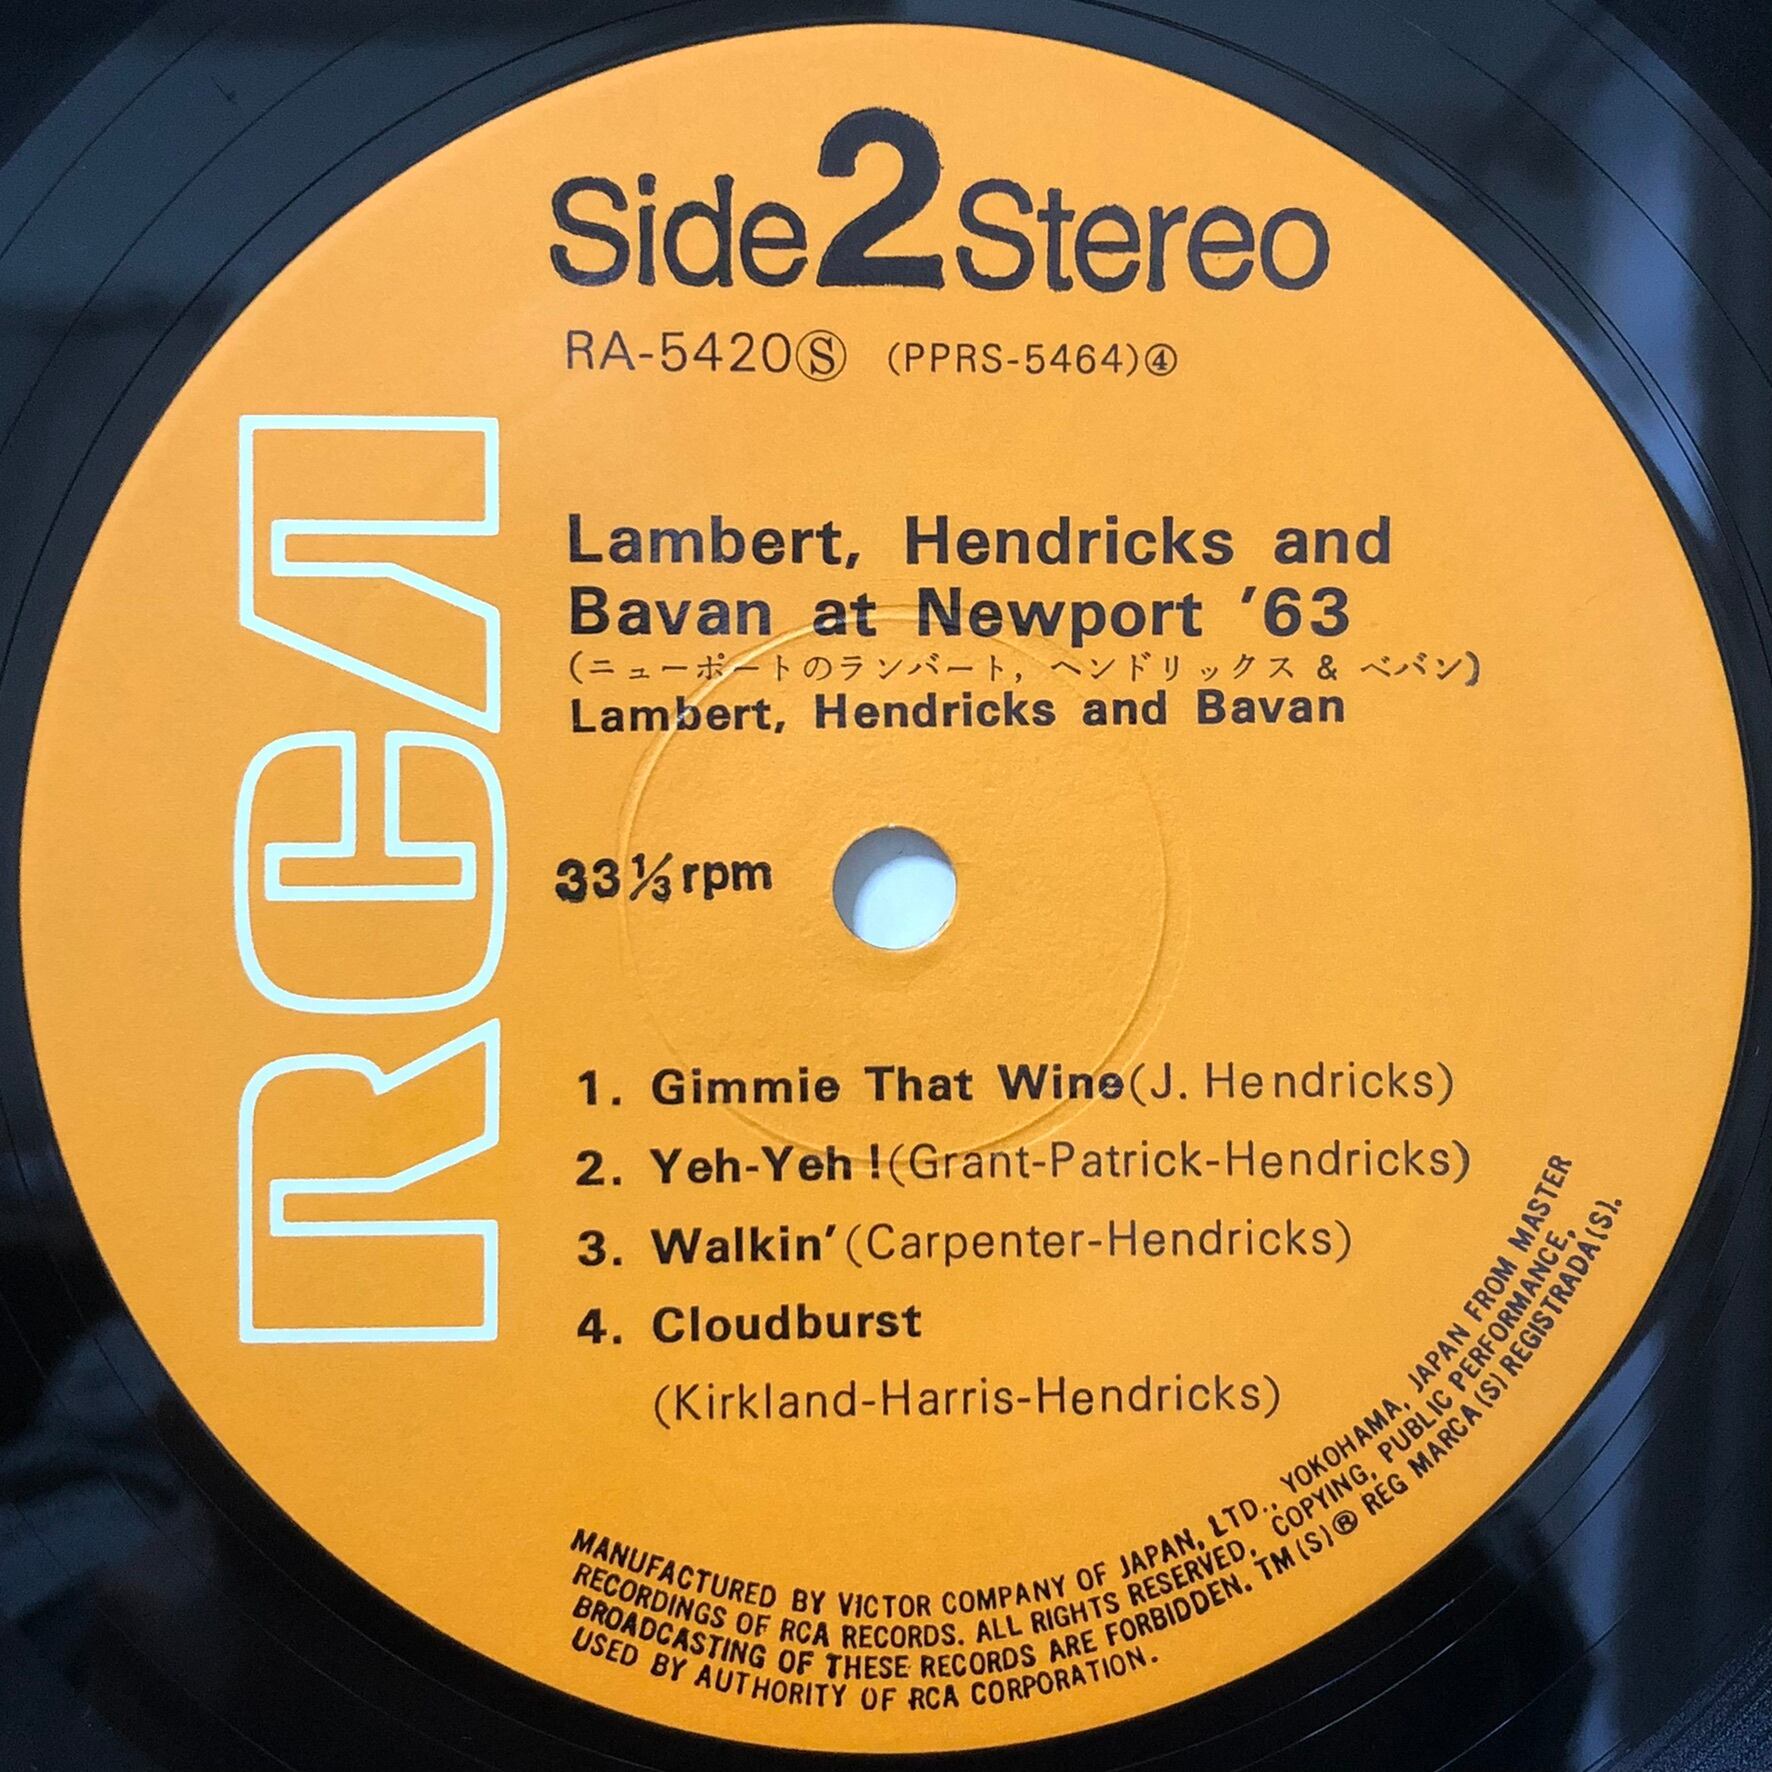 Side 2 Stereo
RA-5420Ⓢ (PPRS-5464)④
RCA
Lambert, Hendricks and
Bavan at Newport '63
(ニューポートのランバート, ヘンドリックス & ベバン)
Lambert, Hendricks and Bavan
33⅓rpm
1. Gimmie That Wine(J. Hendricks)
2. Yeh-Yeh!(Grant-Patrick-Hendricks)
3. Walkin'(Carpenter-Hendricks)
4. Cloudburst
(Kirkland-Harris-Hendricks)
MANUFACTURED BY VICTOR COMPANY OF JAPAN, LTD., YOKOHAMA, JAPAN FROM MASTER
RECORDINGS OF RCA RECORDS. ALL RIGHTS RESERVED, COPYING, PUBLIC PERFORMANCE,
BROADCASTING OF THESE RECORDS ARE FORBIDDEN. TM(S)® REG MARCA(S) REGISTRADA(S).
USED BY AUTHORITY OF RCA CORPORATION.